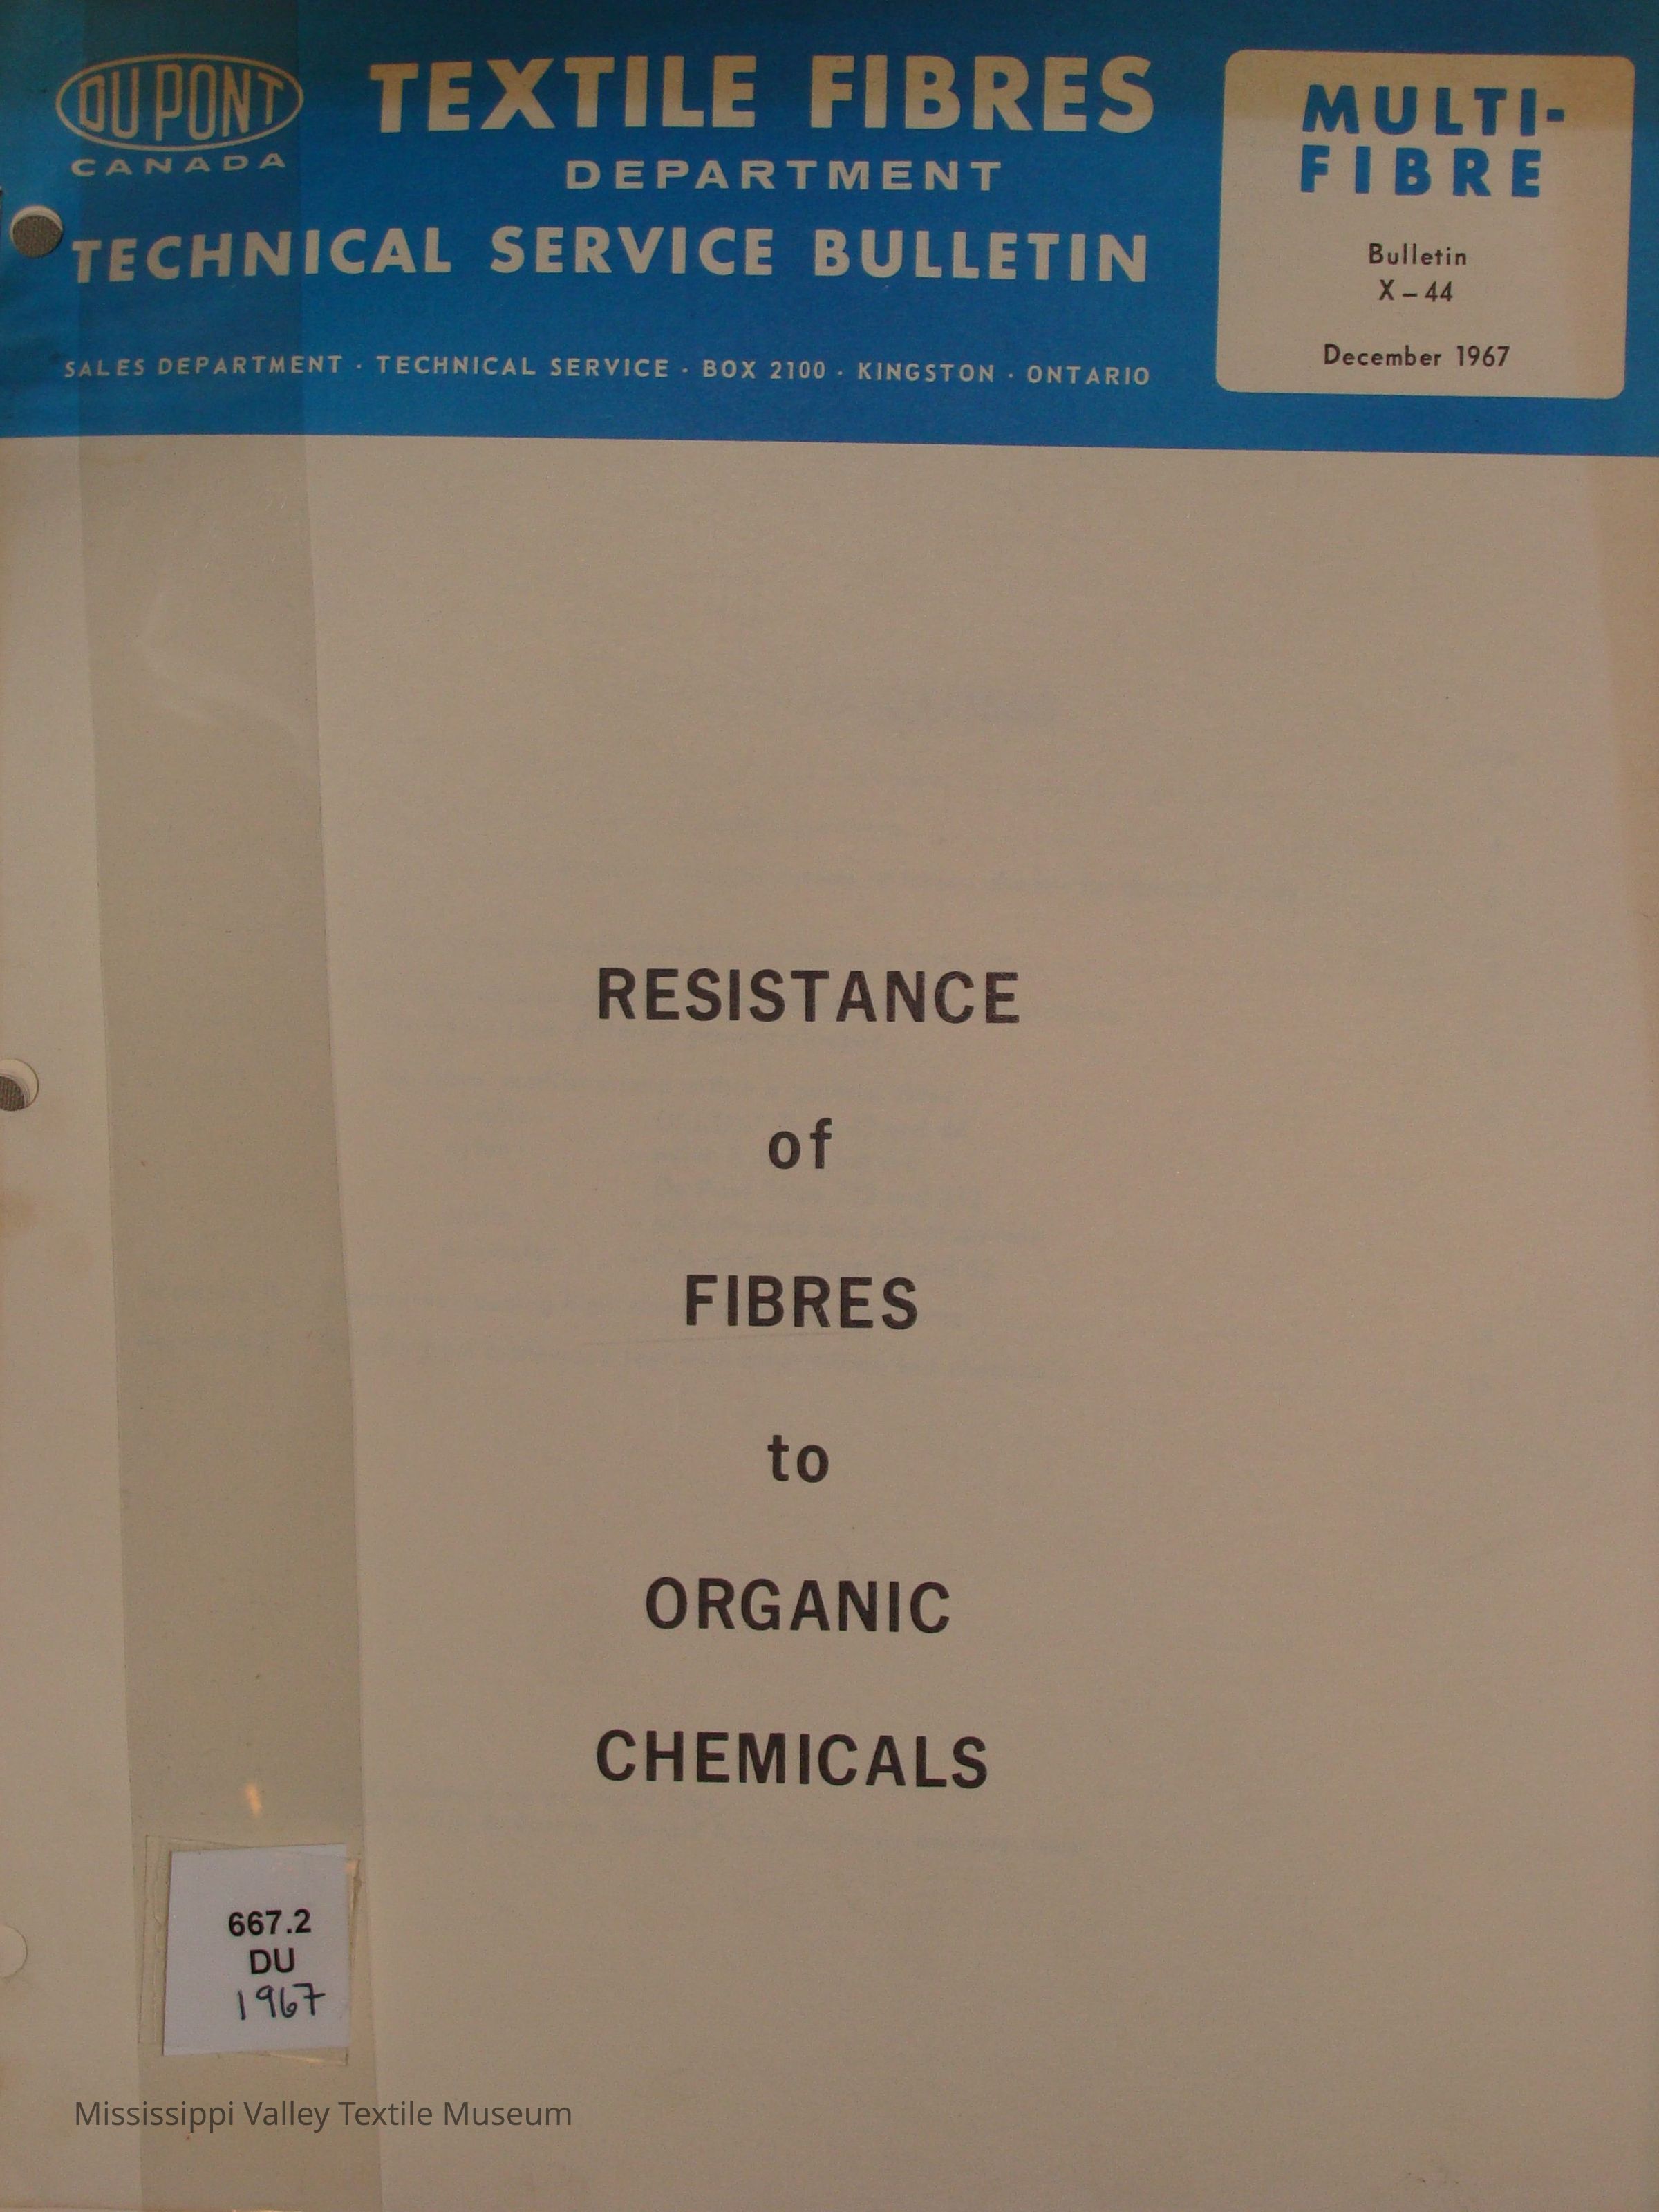 DU PONT
CANADA
TEXTILE FIBRES
DEPARTMENT
TECHNICAL SERVICE BULLETIN
SALES DEPARTMENT · TECHNICAL SERVICE · BOX 2100 · KINGSTON · ONTARIO
MULTI-
FIBRE
Bulletin
X – 44
December 1967
RESISTANCE
of
FIBRES
to
ORGANIC
CHEMICALS
667.2
DU
1967
Mississippi Valley Textile Museum